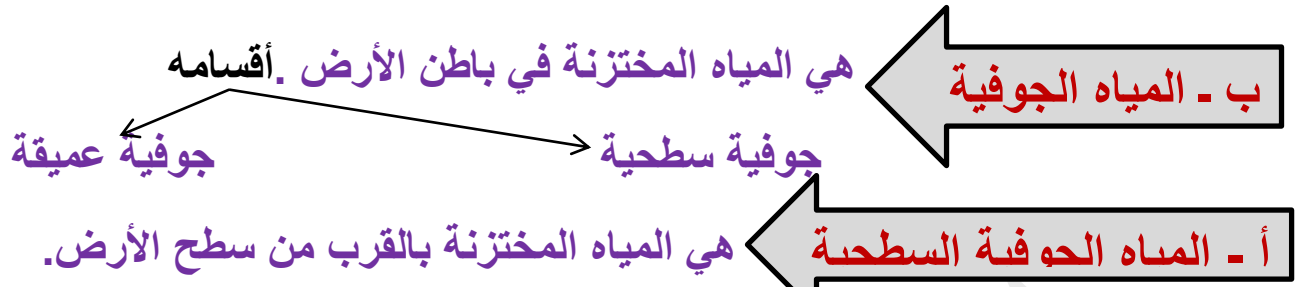 ب - المياه الجوفية هي المياه المختزنة في باطن الأرض .أقسامه
جوفية سطحية جوفية عميقة
أ - المياه الجوفية السطحية هي المياه المختزنة بالقرب من سطح الأرض.